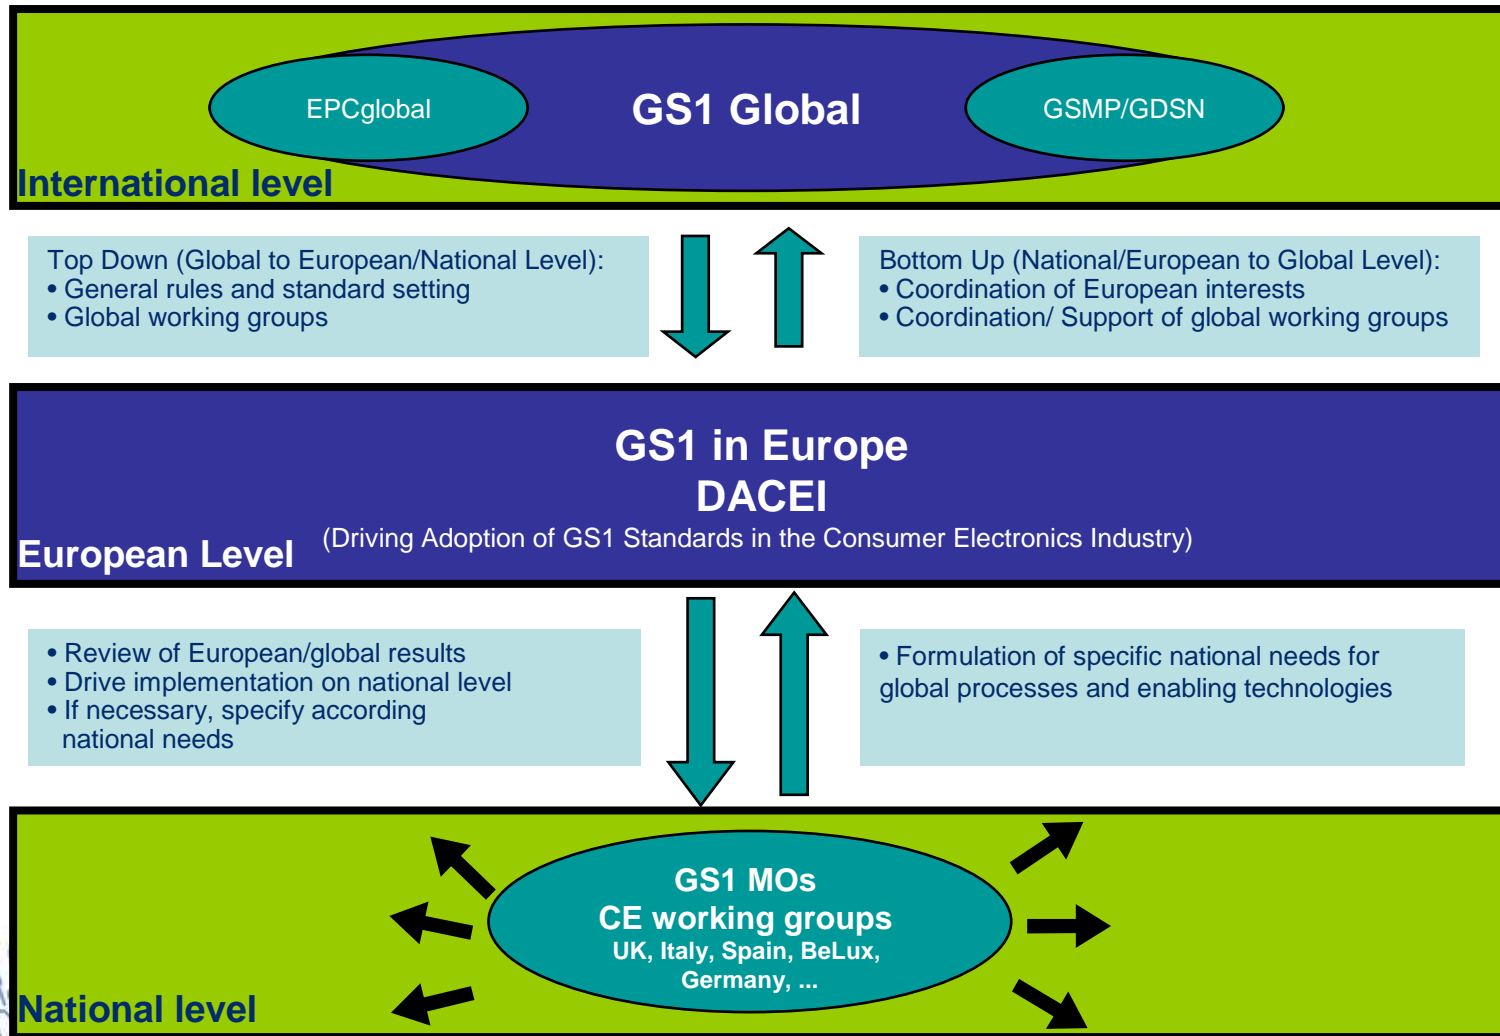 EPCglobal
GS1 Global
GSMP/GDSN
International level
Top Down (Global to European/National Level):
• General rules and standard setting
• Global working groups
Bottom Up (National/European to Global Level):
• Coordination of European interests
• Coordination/ Support of global working groups
GS1 in Europe
DACEI
(Driving Adoption of GS1 Standards in the Consumer Electronics Industry)
European Level
• Review of European/global results
• Drive implementation on national level
• If necessary, specify according
national needs
• Formulation of specific national needs for
global processes and enabling technologies
GS1 MOs
CE working groups
UK, Italy, Spain, BeLux,
Germany, ...
National level